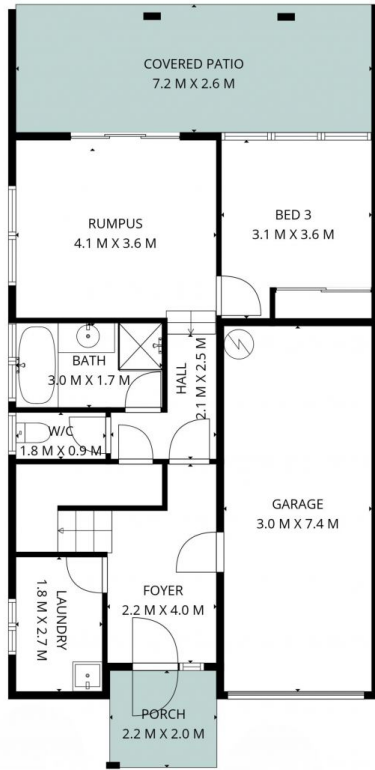 COVERED PATIO
7.2 M X 2.6 M
RUMPUS
4.1 M X 3.6 M
BED 3
3.1 M X 3.6 M
BATH
3.0 M X 1.7 M
HALL
2.1 M X 2.5 M
W/C
1.8 M X 0.9 M
GARAGE
3.0 M X 7.4 M
FOYER
2.2 M X 4.0 M
LAUNDRY
1.8 M X 2.7 M
PORCH
2.2 M X 2.0 M